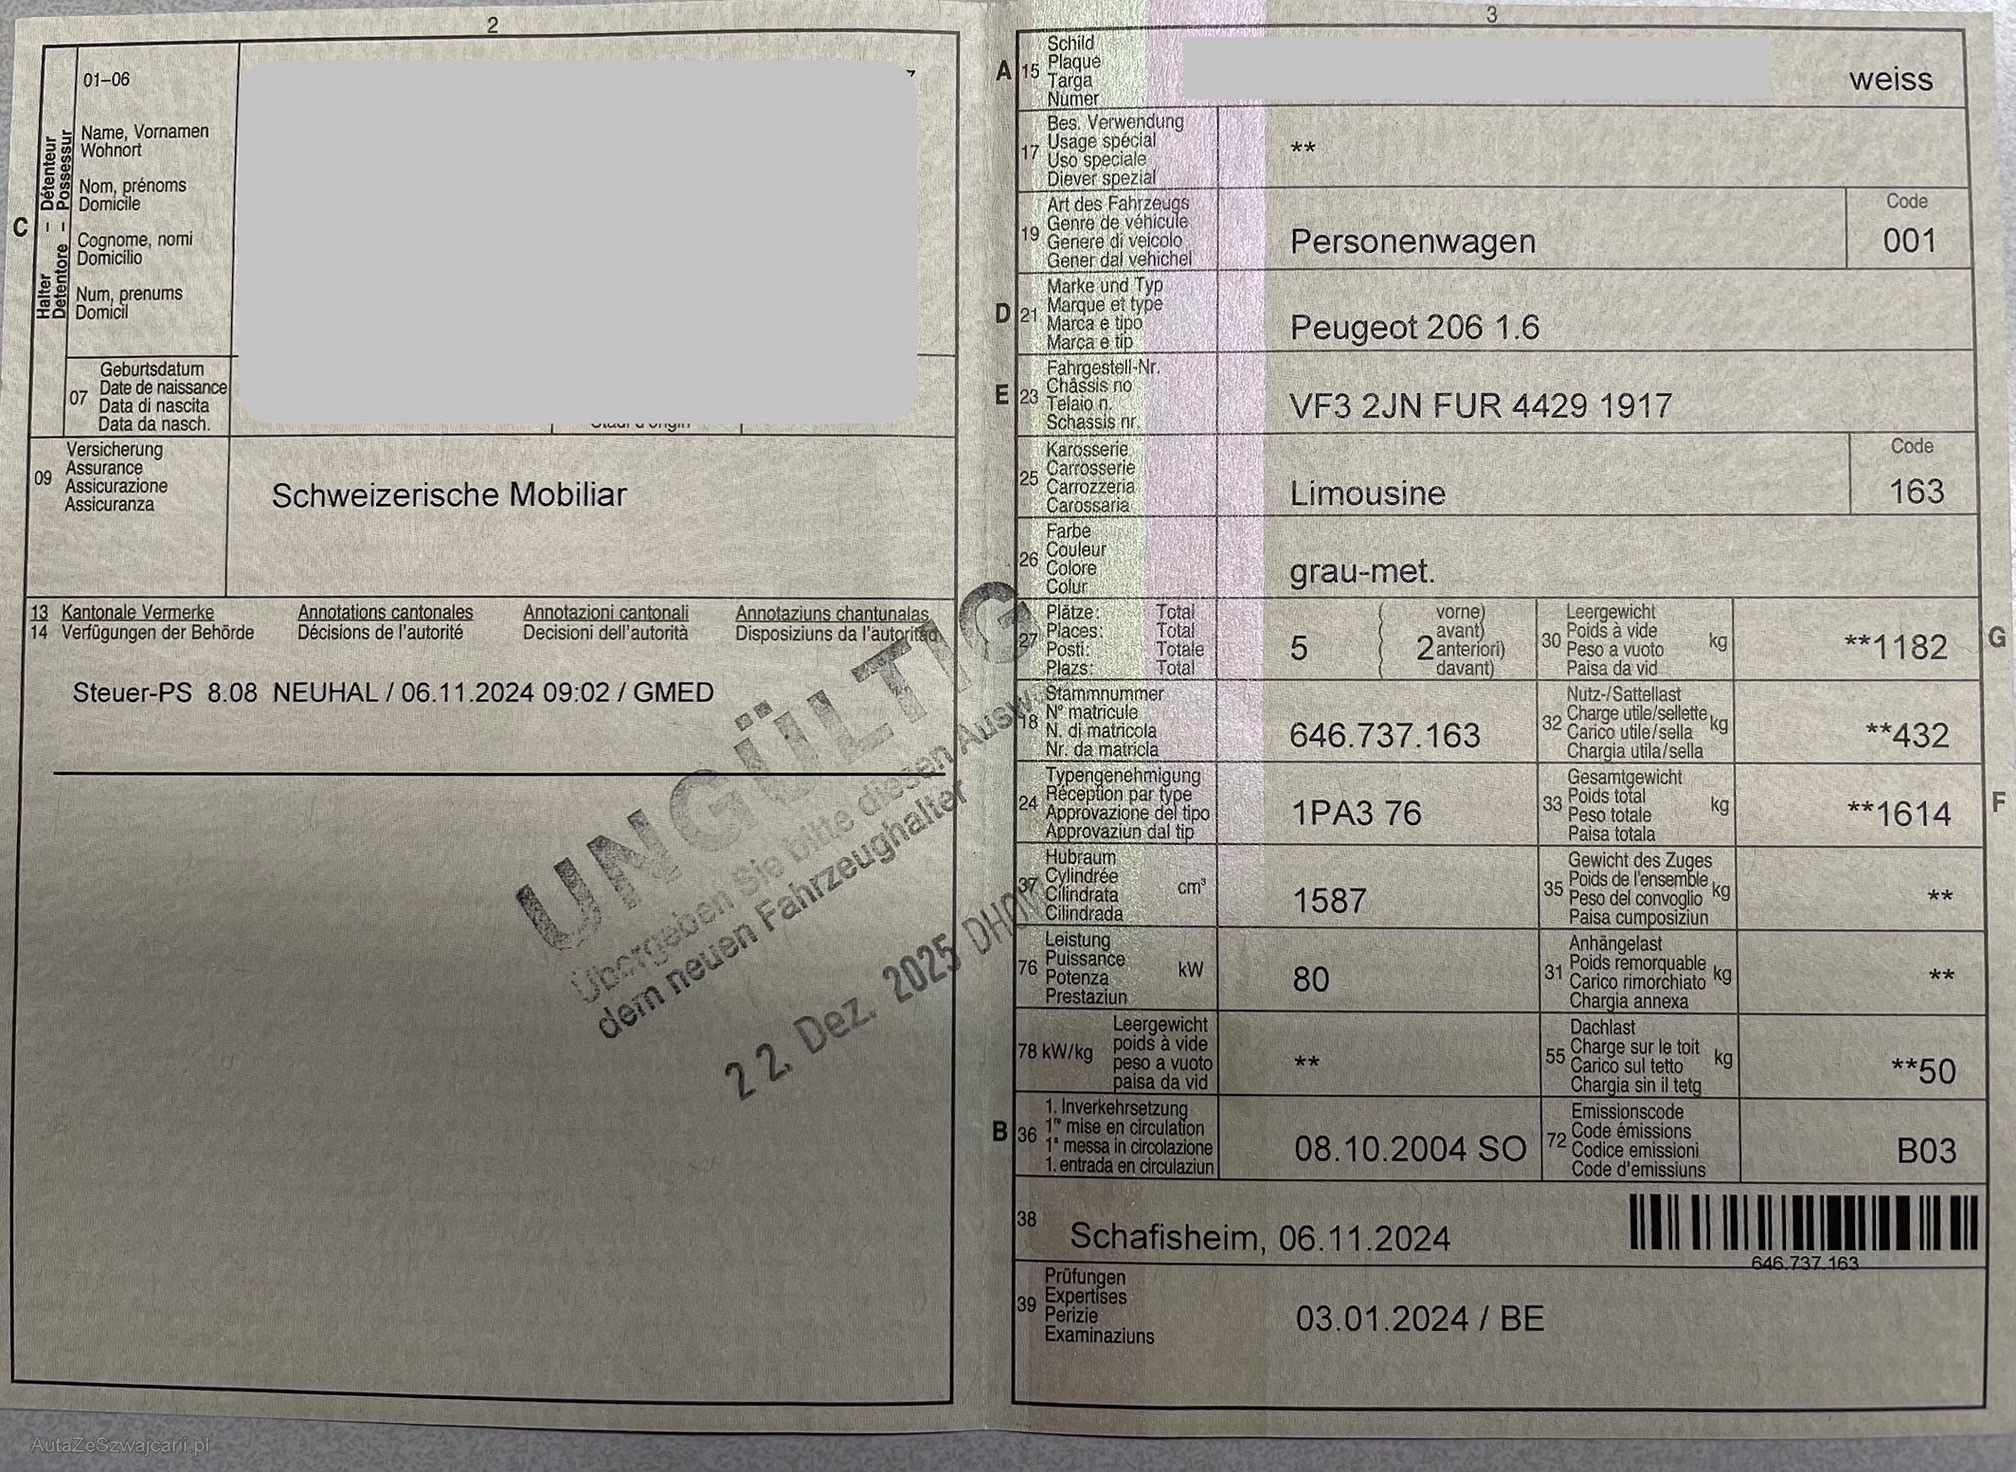 2
01–06
Name, Vornamen
Wohnort
Nom, prénoms
Domicile
Cognome, nomi
Domicilio
Num, prenums
Domicil
C
Halter – Détenteur
Detentore – Possessur
07
Geburtsdatum
Date de naissance
Data di nascita
Data da nasch.
09
Versicherung
Assurance
Assicurazione
Assicuranza
Schweizerische Mobiliar
13 Kantonale Vermerke Annotations cantonales Annotazioni cantonali Annotaziuns chantunalas
14 Verfügungen der Behörde Décisions de l'autorité Decisioni dell'autorità Disposiziuns da l'autoritad
Steuer-PS 8.08 NEUHAL / 06.11.2024 09:02 / GMED
UNGÜLTIG
Übergeben Sie bitte diesen Ausw
dem neuen Fahrzeughalter
22. Dez. 2025
3
A 15
Schild
Plaque
Targa
Numer
weiss
17
Bes. Verwendung
Usage spécial
Uso speciale
Diever spezial
**
19
Art des Fahrzeugs
Genre de véhicule
Genere di veicolo
Gener dal vehichel
Personenwagen
Code
001
D 21
Marke und Typ
Marque et type
Marca e tipo
Marca e tip
Peugeot 206 1.6
E 23
Fahrgestell-Nr.
Châssis no
Telaio n.
Schassis nr.
VF3 2JN FUR 4429 1917
25
Karosserie
Carrosserie
Carrozzeria
Carossaria
Limousine
Code
163
26
Farbe
Couleur
Colore
Colur
grau-met.
27
Plätze: Total
Places: Total
Posti: Totale
Plazs: Total
5
2
vorne)
avant)
anteriori)
davant)
30
Leergewicht
Poids à vide
Peso a vuoto
Paisa da vid
kg
**1182
G
18
Stammnummer
N° matricule
N. di matricola
Nr. da matricla
646.737.163
32
Nutz-/Sattellast
Charge utile/sellette
Carico utile/sella
Chargia utila/sella
kg
**432
24
Typengenehmigung
Réception par type
Approvazione del tipo
Approvaziun dal tip
1PA3 76
33
Gesamtgewicht
Poids total
Peso totale
Paisa totala
kg
**1614
F
37
Hubraum
Cylindrée
Cilindrata
Cilindrada
cm³
1587
35
Gewicht des Zuges
Poids de l'ensemble
Peso del convoglio
Paisa cumposiziun
kg
**
76
Leistung
Puissance
Potenza
Prestaziun
kW
80
31
Anhängelast
Poids remorquable
Carico rimorchiato
Chargia annexa
kg
**
78 kW/kg
Leergewicht
poids à vide
peso a vuoto
paisa da vid
**
55
Dachlast
Charge sur le toit
Carico sul tetto
Chargia sin il tetg
kg
**50
B 36
1. Inverkehrsetzung
1re mise en circulation
1a messa in circolazione
1. entrada en circulaziun
08.10.2004 SO
72
Emissionscode
Code émissions
Codice emissioni
Code d'emissiuns
B03
38
Schafisheim, 06.11.2024
646.737.163
39
Prüfungen
Expertises
Perizie
Examinaziuns
03.01.2024 / BE
AutaZeSzwajcarii.pl